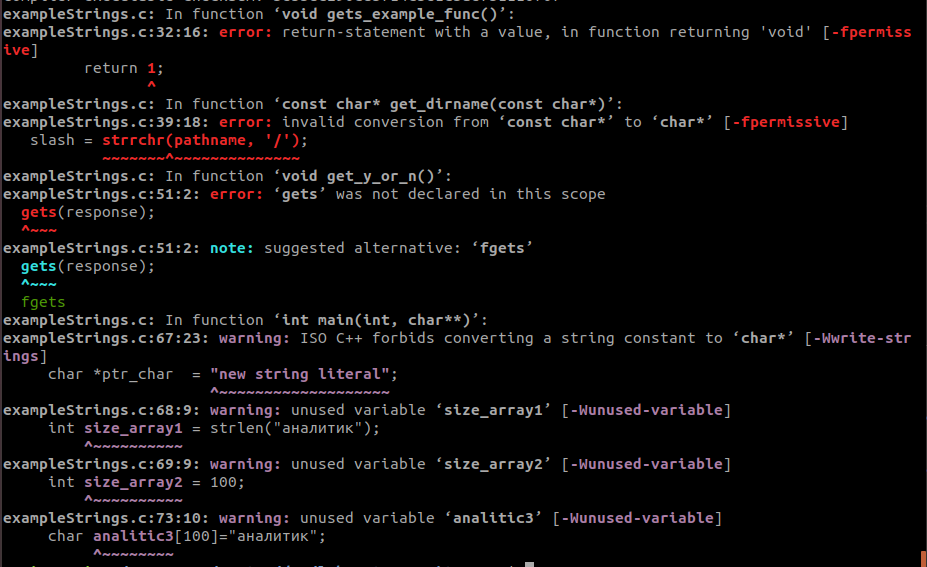 exampleStrings.c: In function ‘void gets_example_func()’:
exampleStrings.c:32:16: error: return-statement with a value, in function returning 'void' [-fpermiss
ive]
         return 1;
                ^
exampleStrings.c: In function ‘const char* get_dirname(const char*)’:
exampleStrings.c:39:18: error: invalid conversion from ‘const char*’ to ‘char*’ [-fpermissive]
   slash = strrchr(pathname, '/');
           ~~~~~~~^~~~~~~~~~~~~~~
exampleStrings.c: In function ‘void get_y_or_n()’:
exampleStrings.c:51:2: error: ‘gets’ was not declared in this scope
  gets(response);
  ^~~~
exampleStrings.c:51:2: note: suggested alternative: ‘fgets’
  gets(response);
  ^~~~
  fgets
exampleStrings.c: In function ‘int main(int, char**)’:
exampleStrings.c:67:23: warning: ISO C++ forbids converting a string constant to ‘char*’ [-Wwrite-str
ings]
     char *ptr_char  = "new string literal";
                       ^~~~~~~~~~~~~~~~~~~~
exampleStrings.c:68:9: warning: unused variable ‘size_array1’ [-Wunused-variable]
     int size_array1 = strlen("аналитик");
         ^~~~~~~~~~~
exampleStrings.c:69:9: warning: unused variable ‘size_array2’ [-Wunused-variable]
     int size_array2 = 100;
         ^~~~~~~~~~~
exampleStrings.c:73:10: warning: unused variable ‘analitic3’ [-Wunused-variable]
     char analitic3[100]="аналитик";
          ^~~~~~~~~